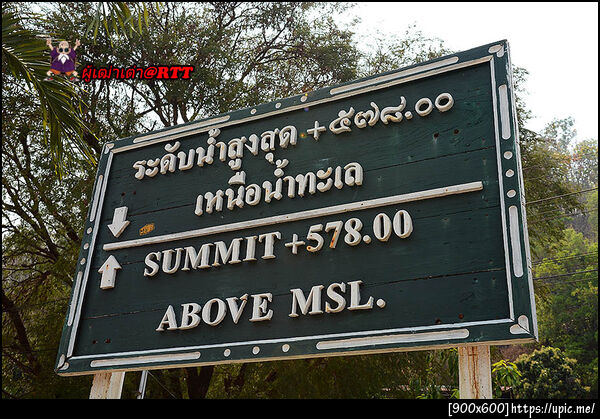 ผู้เฒ่าเต่า@RTT
ระดับน้ำสูงสุด +๕๗๘.๐๐
เหนือน้ำทะเล
SUMMIT+578.00
ABOVE MSL.
[900x600]https://upic.me/